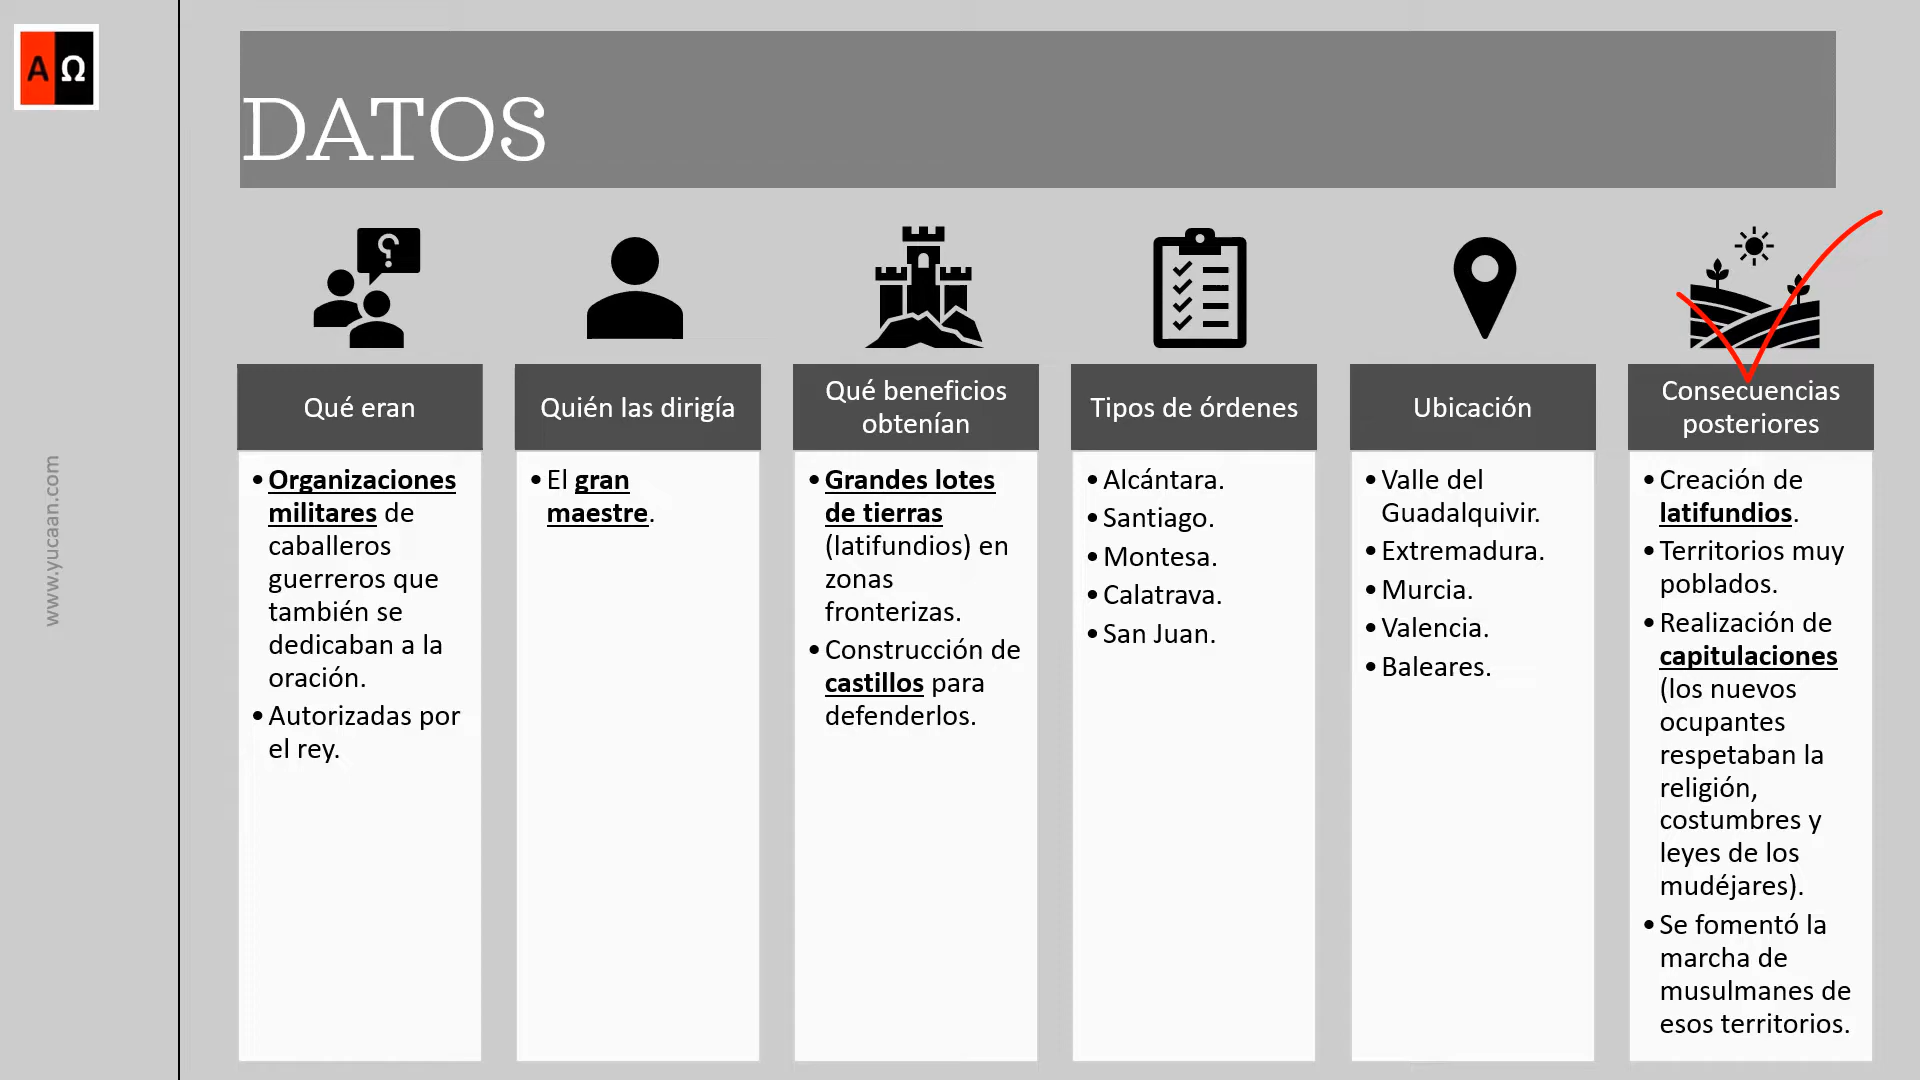 A Ω
DATOS
www.yucaan.com
Qué eran
• Organizaciones
militares de
caballeros
guerreros que
también se
dedicaban a la
oración.
• Autorizadas por
el rey.
Quién las dirigía
• El gran
maestre.
Qué beneficios
obtenían
• Grandes lotes
de tierras
(latifundios) en
zonas
fronterizas.
• Construcción de
castillos para
defenderlos.
Tipos de órdenes
• Alcántara.
• Santiago.
• Montesa.
• Calatrava.
• San Juan.
Ubicación
• Valle del
Guadalquivir.
• Extremadura.
• Murcia.
• Valencia.
• Baleares.
Consecuencias
posteriores
• Creación de
latifundios.
• Territorios muy
poblados.
• Realización de
capitulaciones
(los nuevos
ocupantes
respetaban la
religión,
costumbres y
leyes de los
mudéjares).
• Se fomentó la
marcha de
musulmanes de
esos territorios.